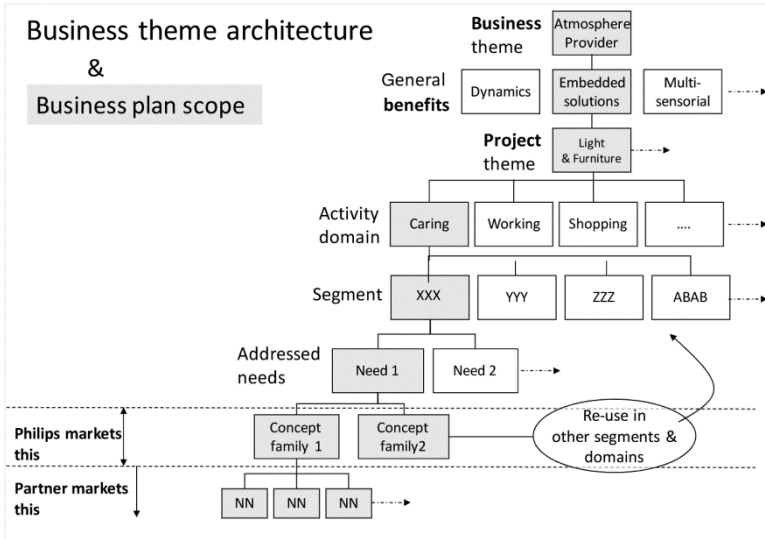 Business theme architecture
&
Business plan scope
Business
theme
Atmosphere
Provider
General
benefits
Dynamics
Embedded
solutions
Multi-
sensorial
Project
theme
Light
& Furniture
Activity
domain
Caring
Working
Shopping
....
Segment
XXX
YYY
ZZZ
ABAB
Addressed
needs
Need 1
Need 2
Philips markets
this
Concept
family 1
Concept
family2
Re-use in
other segments &
domains
Partner markets
this
NN
NN
NN